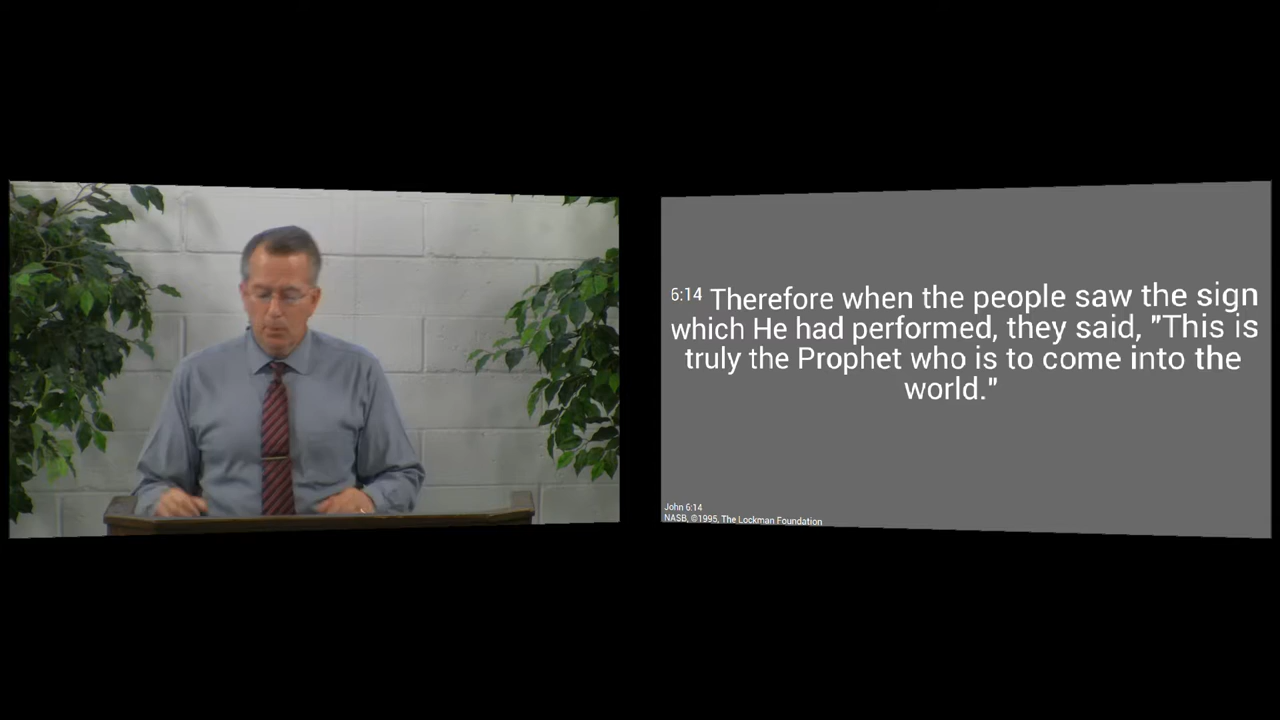 6:14 Therefore when the people saw the sign
which He had performed, they said, "This is
truly the Prophet who is to come into the
world."
John 6:14
NASB, ©1995, The Lockman Foundation